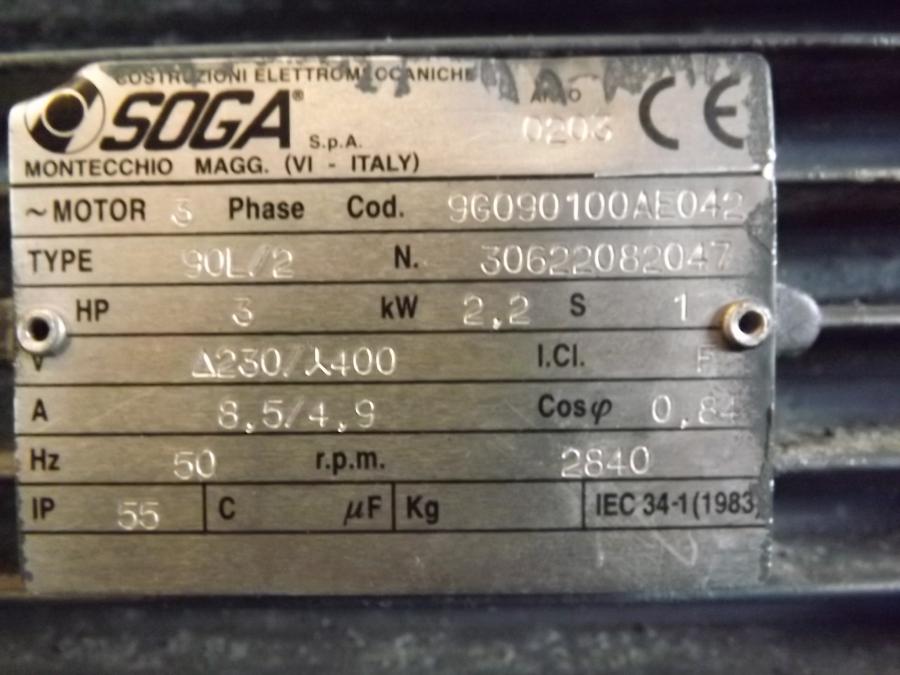 COSTRUZIONI ELETTROMECCANICHE
SOGA® S.p.A.
ANNO 0203 CE
MONTECCHIO MAGG. (VI - ITALY)
~ MOTOR 3 Phase Cod. 9G090100AE042
TYPE 90L/2 N. 30622082047
HP 3 kW 2,2 S 1
V Δ230/⅄400 I.Cl. F
A 8,5/4,9 Cosφ 0,84
Hz 50 r.p.m. 2840
IP 55 C µF Kg IEC 34-1(1983)